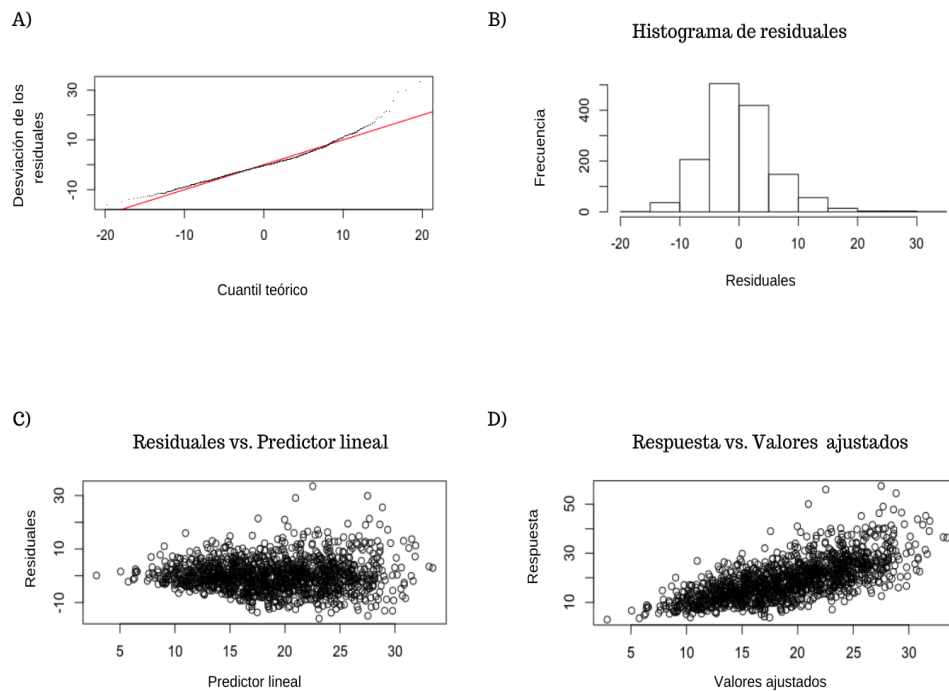 A)
Desviación de los
residuales
30
10
-10
-20
-10
0
10
20
Cuantil teórico
B)
Histograma de residuales
Frecuencia
400
200
0
-20
-10
0
10
20
30
Residuales
C)
Residuales vs. Predictor lineal
Residuales
30
10
-10
5
10
15
20
25
30
Predictor lineal
D)
Respuesta vs. Valores ajustados
Respuesta
50
30
10
5
10
15
20
25
30
Valores ajustados